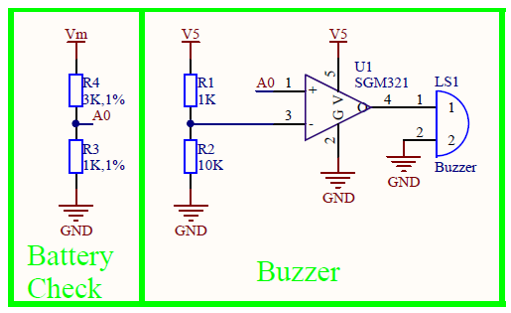 Vm
R4
3K,1%
A0
R3
1K,1%
GND
Battery
Check
V5
R1
1K
R2
10K
GND
V5
U1
SGM321
A0
1
+
3
-
5
V
G
2
4
GND
LS1
1
1
2
2
Buzzer
GND
Buzzer